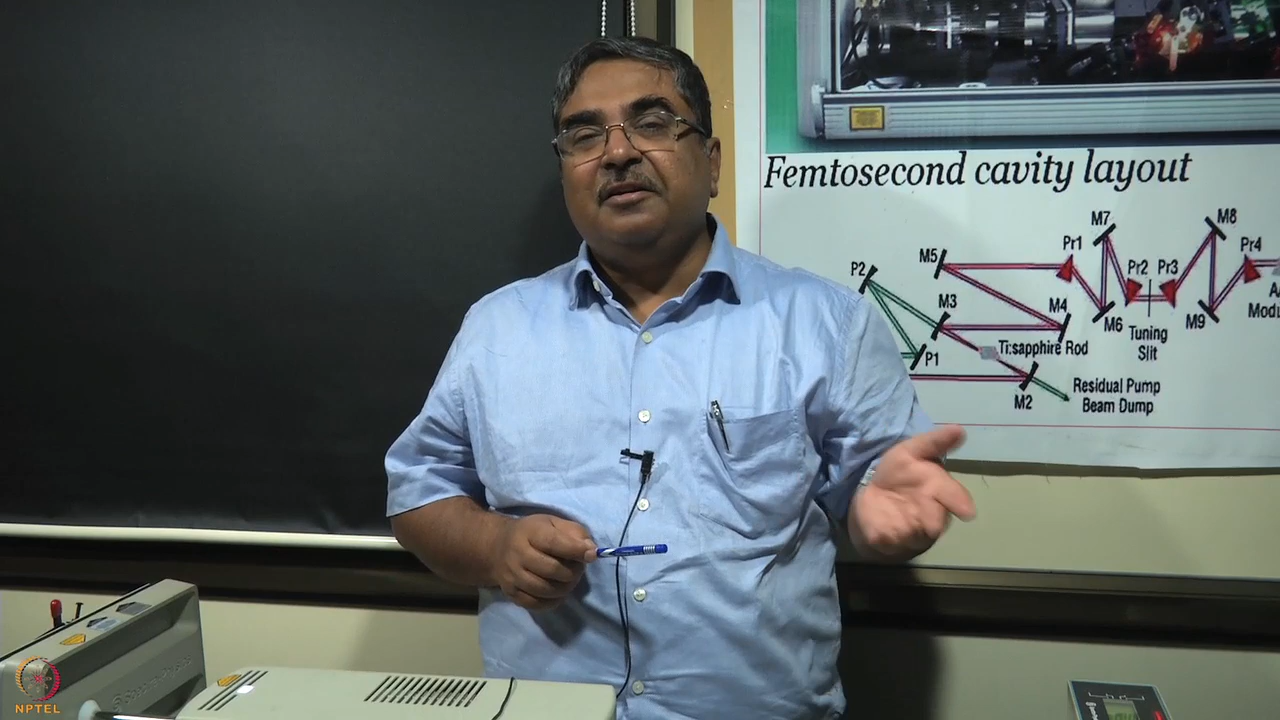 Femtosecond cavity layout
M7
M8
Pr1
Pr4
M5
P2
Pr2
Pr3
M3
M4
M6
M9
Tuning
Slit
Ti:sapphire Rod
P1
M2
Residual Pump
Beam Dump
NPTEL